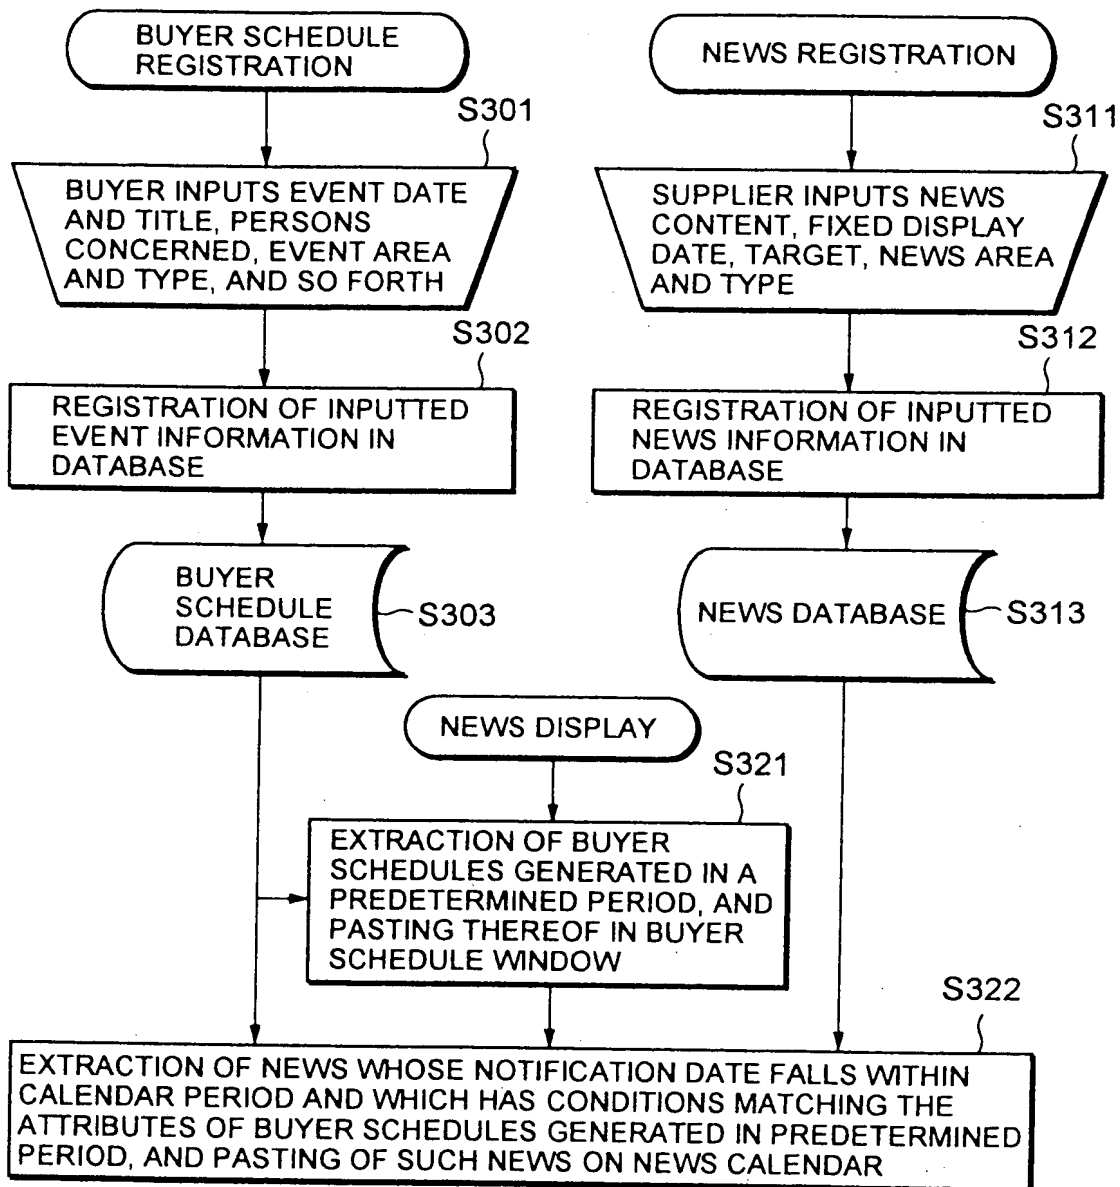 BUYER SCHEDULE
REGISTRATION
S301
BUYER INPUTS EVENT DATE
AND TITLE, PERSONS
CONCERNED, EVENT AREA
AND TYPE, AND SO FORTH
S302
REGISTRATION OF INPUTTED
EVENT INFORMATION IN
DATABASE
BUYER
SCHEDULE
DATABASE
S303
NEWS REGISTRATION
S311
SUPPLIER INPUTS NEWS
CONTENT, FIXED DISPLAY
DATE, TARGET, NEWS AREA
AND TYPE
S312
REGISTRATION OF INPUTTED
NEWS INFORMATION IN
DATABASE
NEWS DATABASE
S313
NEWS DISPLAY
S321
EXTRACTION OF BUYER
SCHEDULES GENERATED IN A
PREDETERMINED PERIOD, AND
PASTING THEREOF IN BUYER
SCHEDULE WINDOW
S322
EXTRACTION OF NEWS WHOSE NOTIFICATION DATE FALLS WITHIN
CALENDAR PERIOD AND WHICH HAS CONDITIONS MATCHING THE
ATTRIBUTES OF BUYER SCHEDULES GENERATED IN PREDETERMINED
PERIOD, AND PASTING OF SUCH NEWS ON NEWS CALENDAR